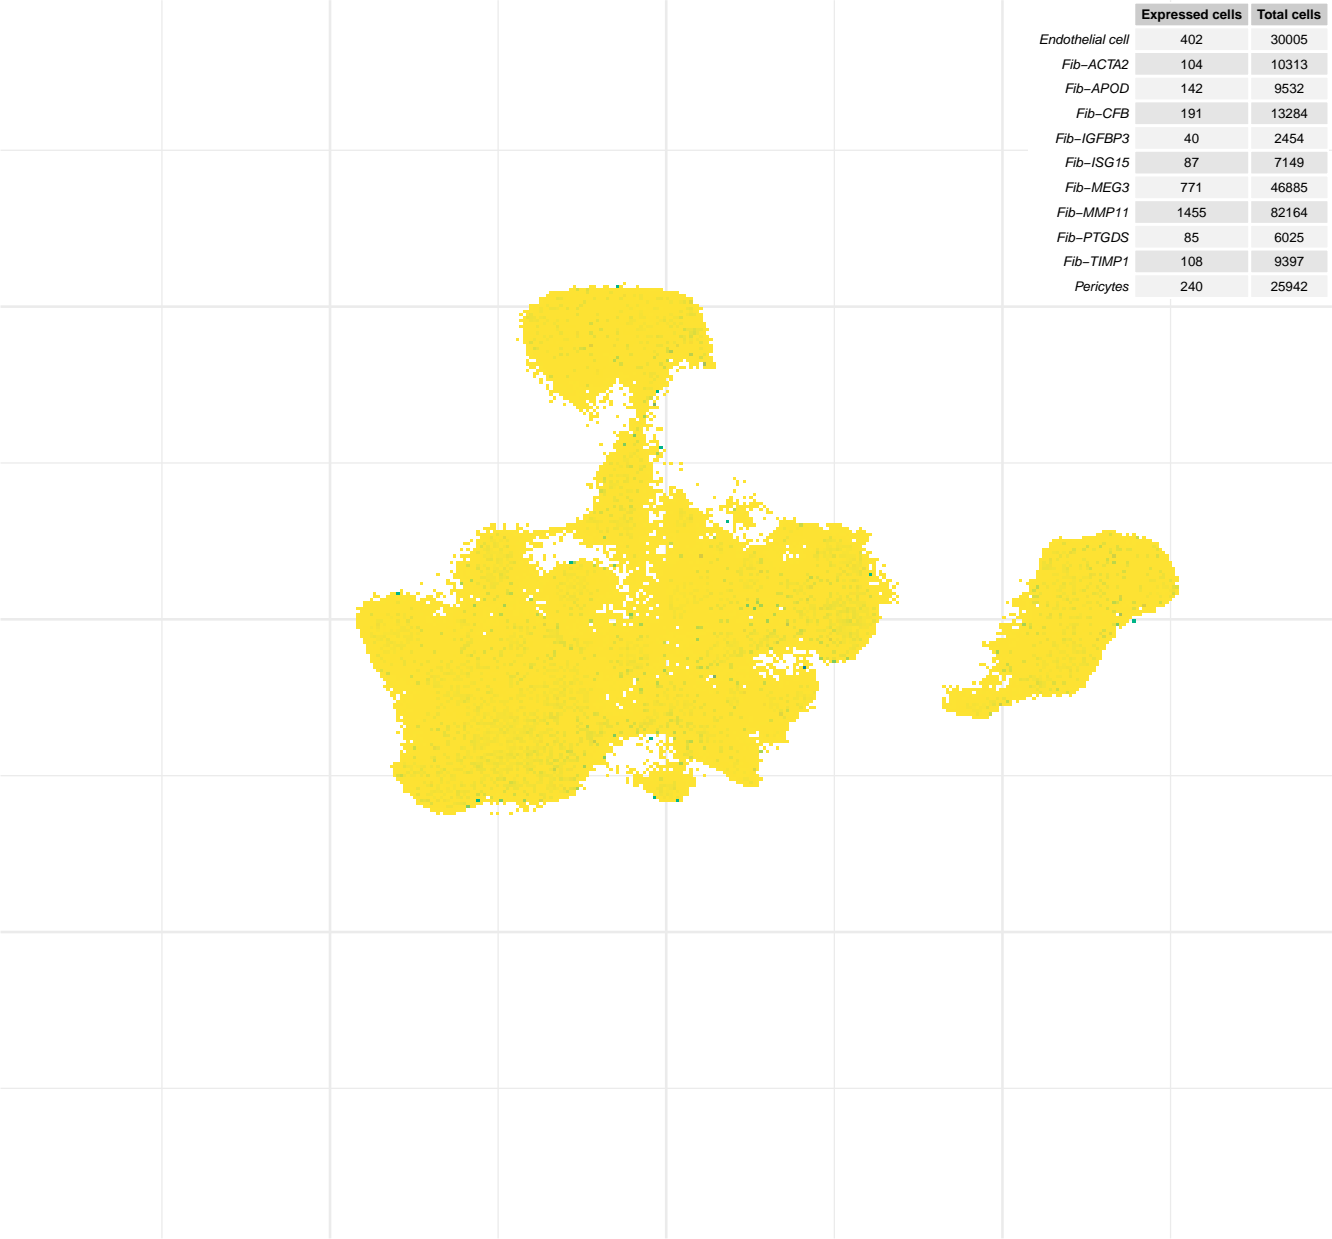 Expressed cells Total cells
Endothelial cell 402 30005
Fib−ACTA2 104 10313
Fib−APOD 142 9532
Fib−CFB 191 13284
Fib−IGFBP3 40 2454
Fib−ISG15 87 7149
Fib−MEG3 771 46885
Fib−MMP11 1455 82164
Fib−PTGDS 85 6025
Fib−TIMP1 108 9397
Pericytes 240 25942